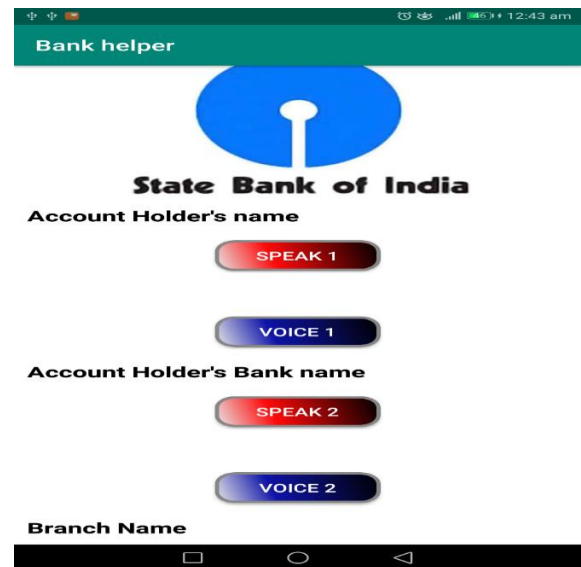 12:43 am
Bank helper
State Bank of India
Account Holder's name
SPEAK 1
VOICE 1
Account Holder's Bank name
SPEAK 2
VOICE 2
Branch Name